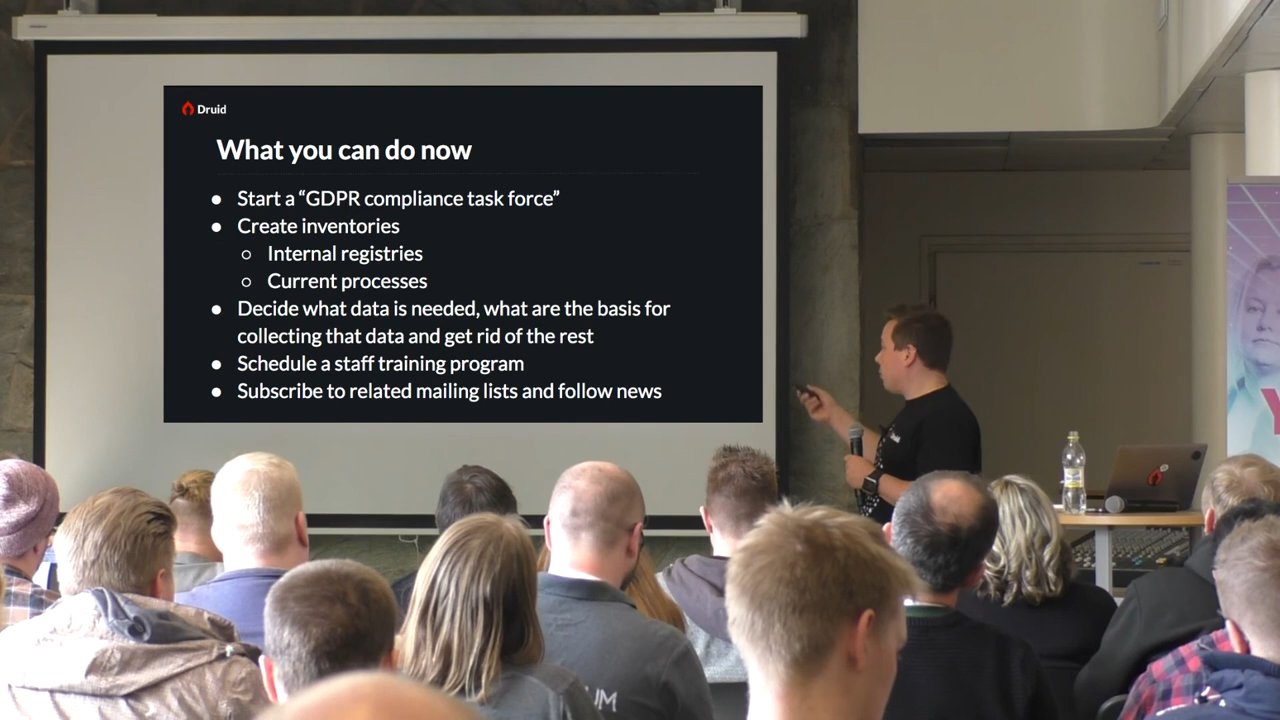 Druid
What you can do now
● Start a “GDPR compliance task force”
● Create inventories
○ Internal registries
○ Current processes
● Decide what data is needed, what are the basis for
collecting that data and get rid of the rest
● Schedule a staff training program
● Subscribe to related mailing lists and follow news